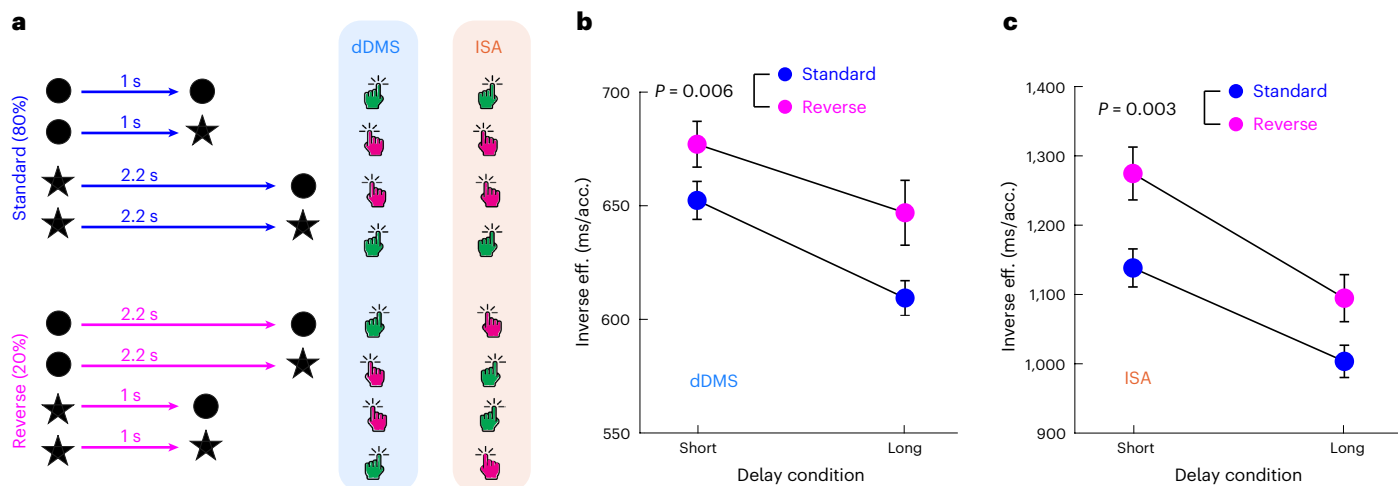 a
dDMS
ISA
Standard (80%)
1 s
1 s
2.2 s
2.2 s
Reverse (20%)
2.2 s
2.2 s
1 s
1 s
b
Standard
P = 0.006
Reverse
Inverse eff. (ms/acc.)
700
650
600
550
dDMS
Short
Long
Delay condition
c
Standard
P = 0.003
Reverse
Inverse eff. (ms/acc.)
1,400
1,300
1,200
1,100
1,000
900
ISA
Short
Long
Delay condition